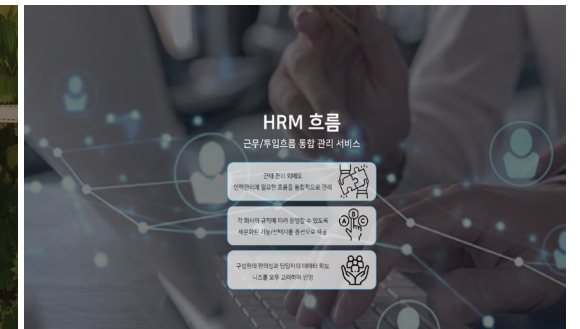 HRM 흐름
근무/투입흐름 통합 관리 서비스
근태 관리 외에도
인력관리에 필요한 흐름을 통합적으로 관리
각 회사의 규칙에 따라 운영할 수 있도록
세분화된 기능/선택지를 옵션으로 제공
A B C
구성원의 편의성과 담당자의 데이터 확보
니즈를 모두 고려하여 반영